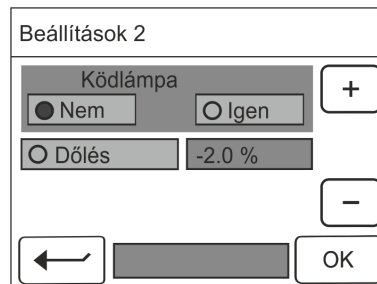 Beállítások 2
Ködlámpa
Nem Igen
Dőlés -2.0 %
+
−
OK